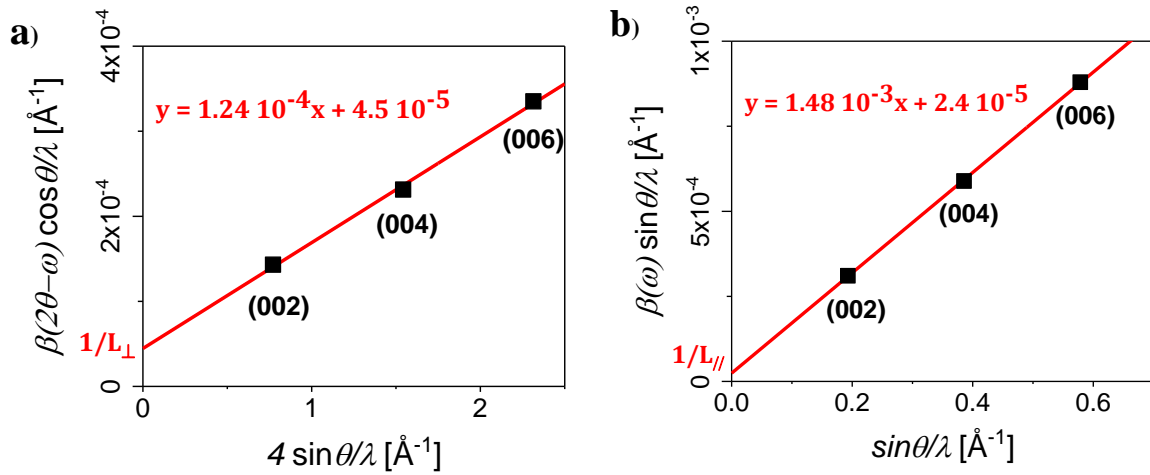 a)
β(2θ–ω) cosθ/λ [Å⁻¹]
4x10⁻⁴
2x10⁻⁴
0
y = 1.24 10⁻⁴x + 4.5 10⁻⁵
(006)
(004)
(002)
1/L⊥
0 1 2
4 sinθ/λ [Å⁻¹]
b)
β(ω) sinθ/λ [Å⁻¹]
1x10⁻³
5x10⁻⁴
0
y = 1.48 10⁻³x + 2.4 10⁻⁵
(006)
(004)
(002)
1/L//
0.0 0.2 0.4 0.6
sinθ/λ [Å⁻¹]